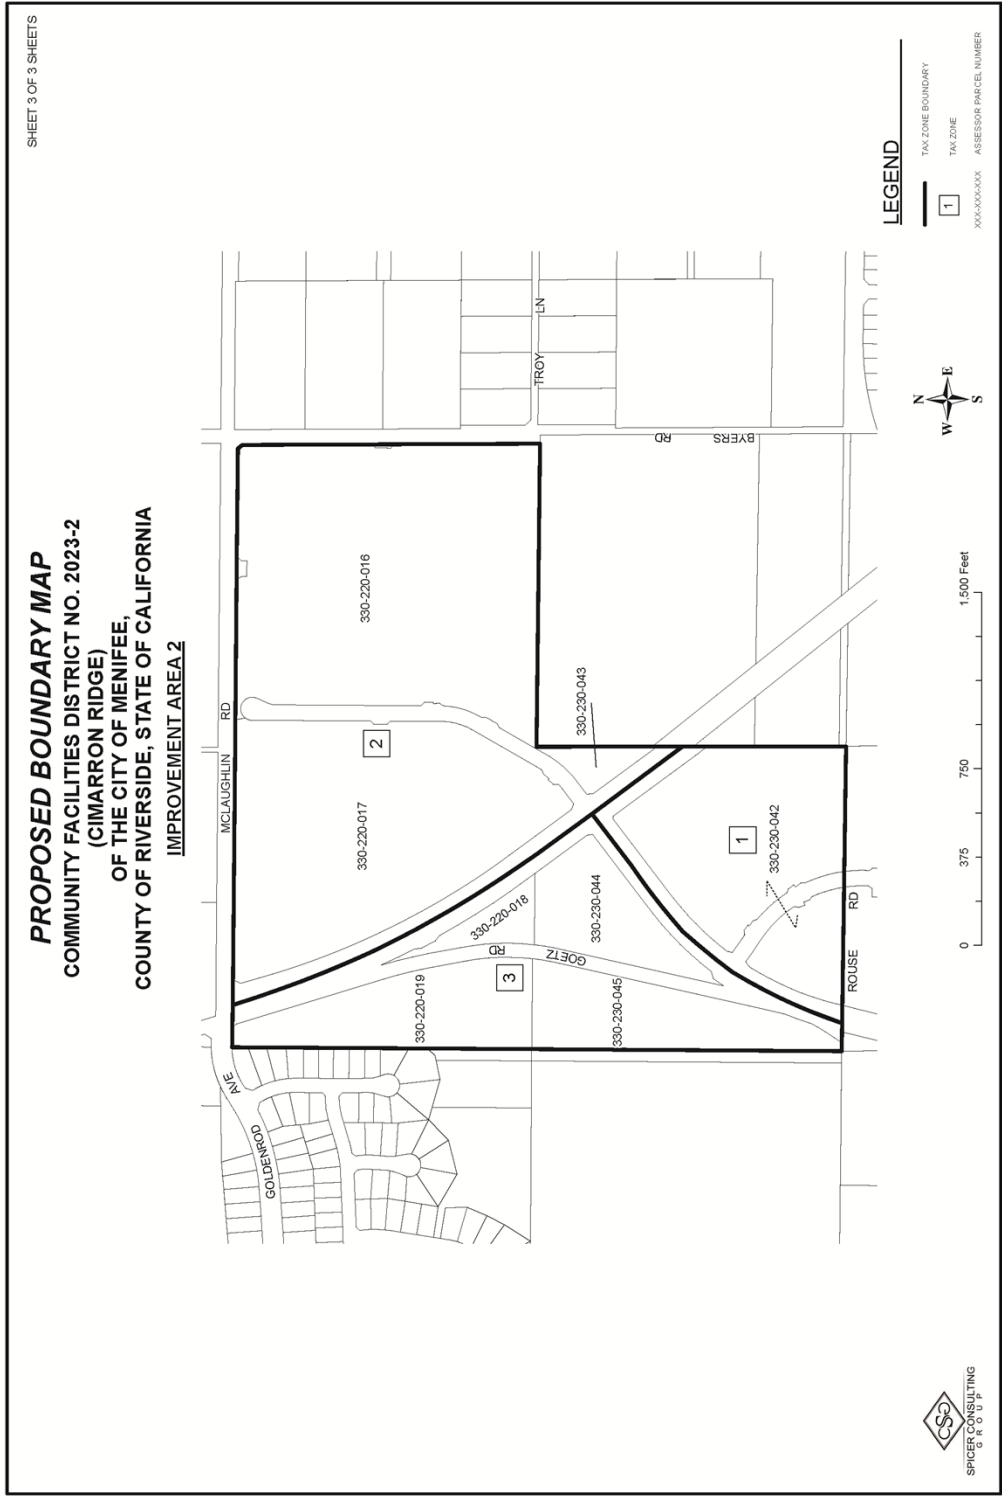 SHEET 3 OF 3 SHEETS
PROPOSED BOUNDARY MAP
COMMUNITY FACILITIES DISTRICT NO. 2023-2
(CIMARRON RIDGE)
OF THE CITY OF MENIFEE,
COUNTY OF RIVERSIDE, STATE OF CALIFORNIA
IMPROVEMENT AREA 2
GOLDENROD
AVE
MCLAUGHLIN
RD
330-220-019
330-220-018
330-220-017
2
330-220-016
GOETZ
RD
3
330-230-045
330-230-044
330-230-043
TROY
LN
BYERS
RD
1
330-230-042
ROUSE
RD
LEGEND
TAX ZONE BOUNDARY
1
TAX ZONE
XXX-XXX-XXX
ASSESSOR PARCEL NUMBER
N
W
E
S
0
375
750
1,500 Feet
CSG
SPICER CONSULTING
GROUP